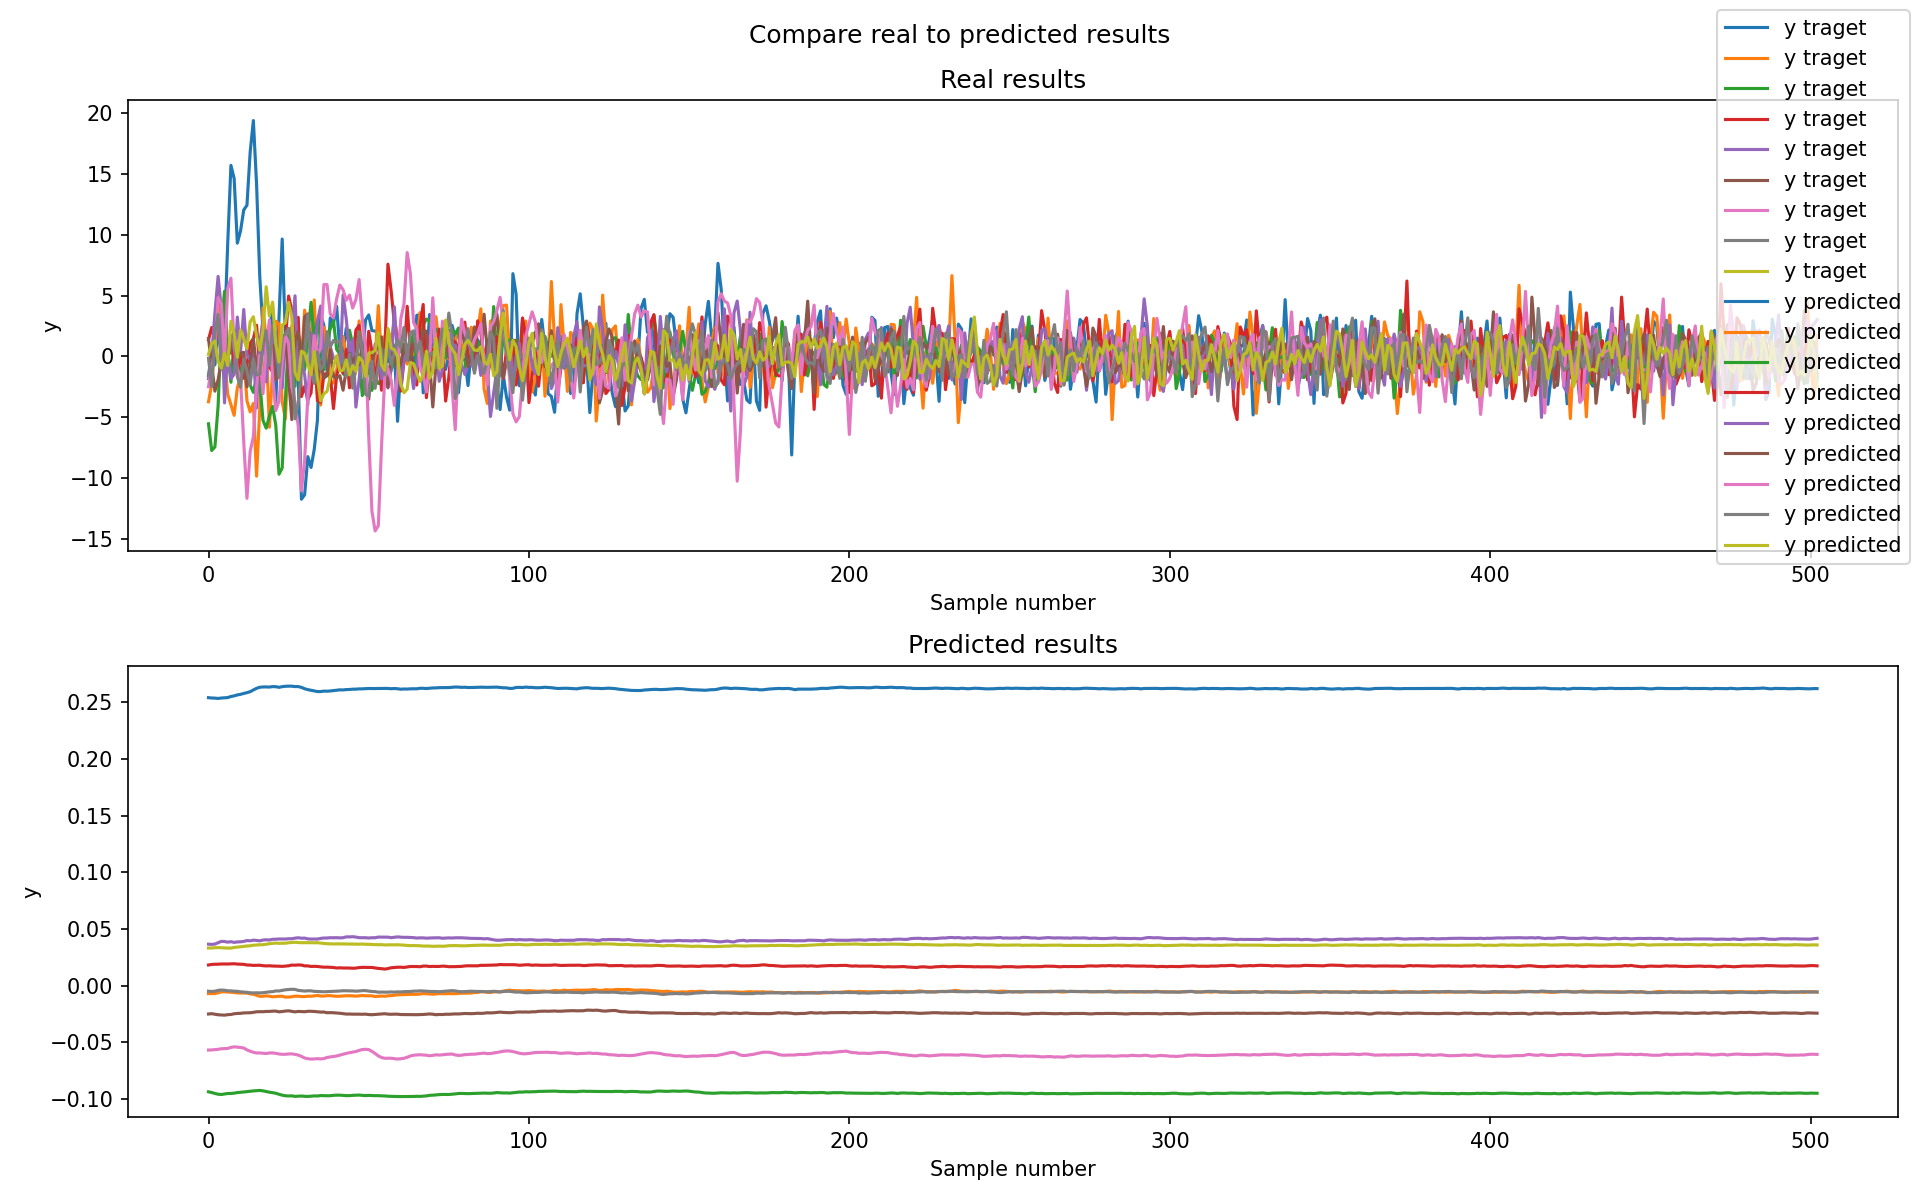 Compare real to predicted results
Real results
y traget
y traget
y traget
y traget
y traget
y traget
y traget
y traget
y traget
y predicted
y predicted
y predicted
y predicted
y predicted
y predicted
y predicted
y predicted
y predicted
20
15
10
5
0
−5
−10
−15
y
0 100 200 300 400 500
Sample number
Predicted results
0.25
0.20
0.15
0.10
0.05
0.00
−0.05
−0.10
y
0 100 200 300 400 500
Sample number